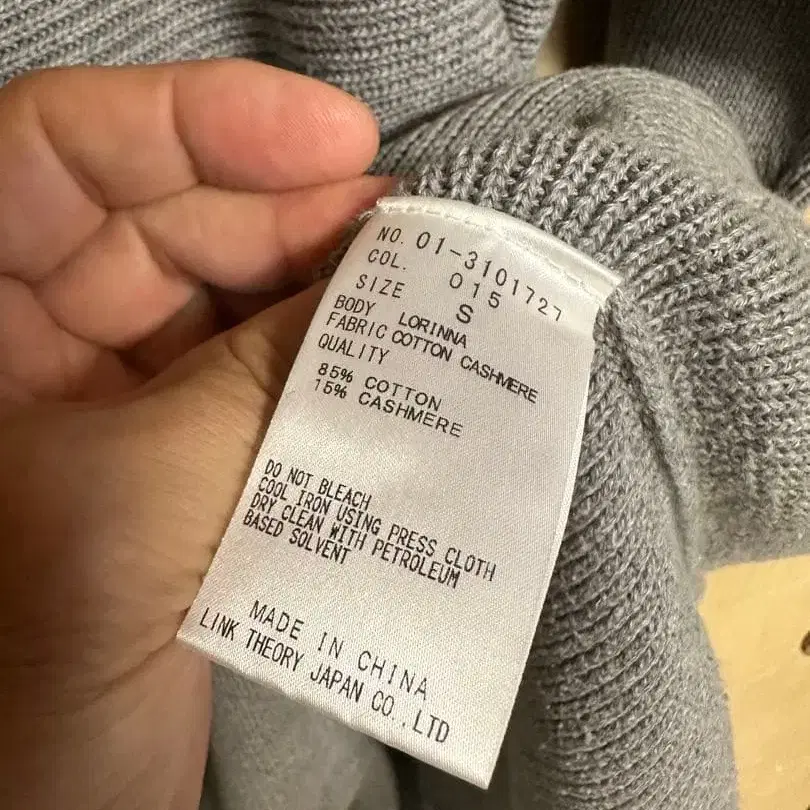 NO. 01-3101727
COL. 015
SIZE S
BODY LORINNA
FABRIC COTTON CASHMERE
QUALITY
85% COTTON
15% CASHMERE
DO NOT BLEACH
COOL IRON USING PRESS CLOTH
DRY CLEAN WITH PETROLEUM
BASED SOLVENT
MADE IN CHINA
LINK THEORY JAPAN CO.,LTD